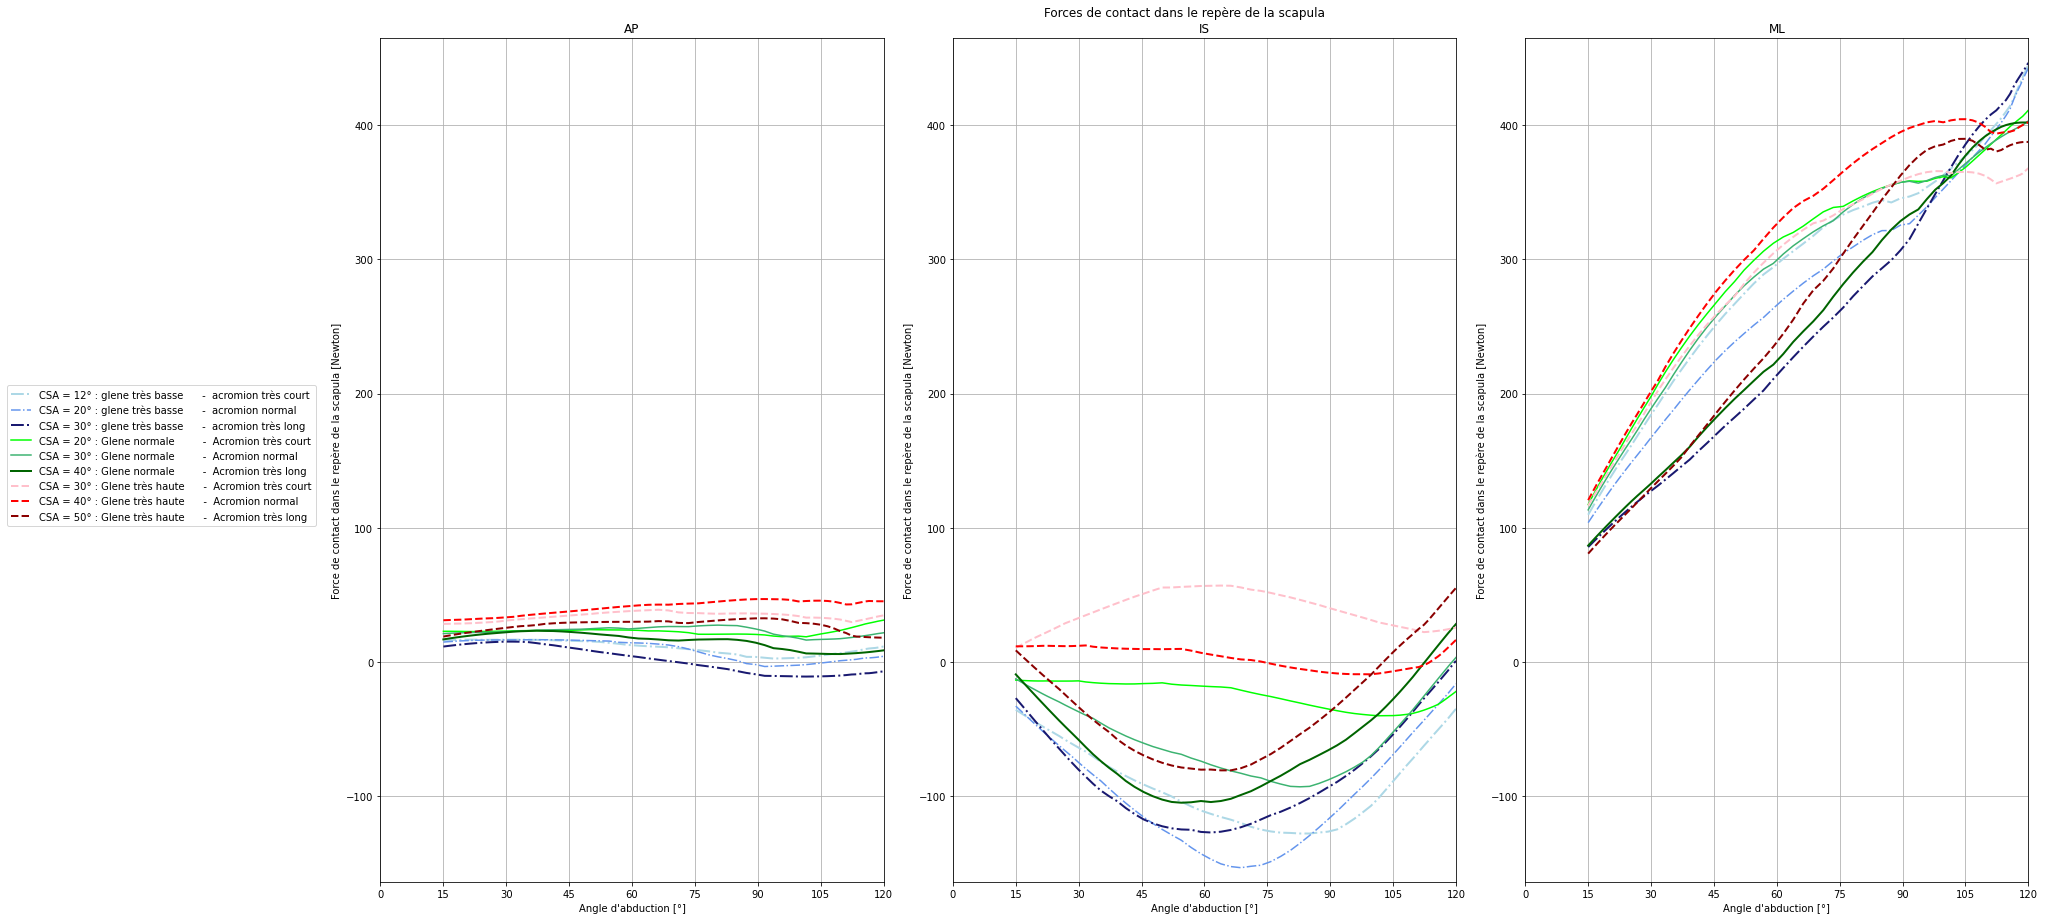 Forces de contact dans le repère de la scapula
AP
IS
ML
Force de contact dans le repère de la scapula [Newton]
400
300
200
100
0
−100
0 15 30 45 60 75 90 105 120
Angle d'abduction [°]
Force de contact dans le repère de la scapula [Newton]
400
300
200
100
0
−100
0 15 30 45 60 75 90 105 120
Angle d'abduction [°]
Force de contact dans le repère de la scapula [Newton]
400
300
200
100
0
−100
0 15 30 45 60 75 90 105 120
Angle d'abduction [°]
CSA = 12° : glene très basse - acromion très court
CSA = 20° : glene très basse - acromion normal
CSA = 30° : glene très basse - acromion très long
CSA = 20° : Glene normale - Acromion très court
CSA = 30° : Glene normale - Acromion normal
CSA = 40° : Glene normale - Acromion très long
CSA = 30° : Glene très haute - Acromion très court
CSA = 40° : Glene très haute - Acromion normal
CSA = 50° : Glene très haute - Acromion très long